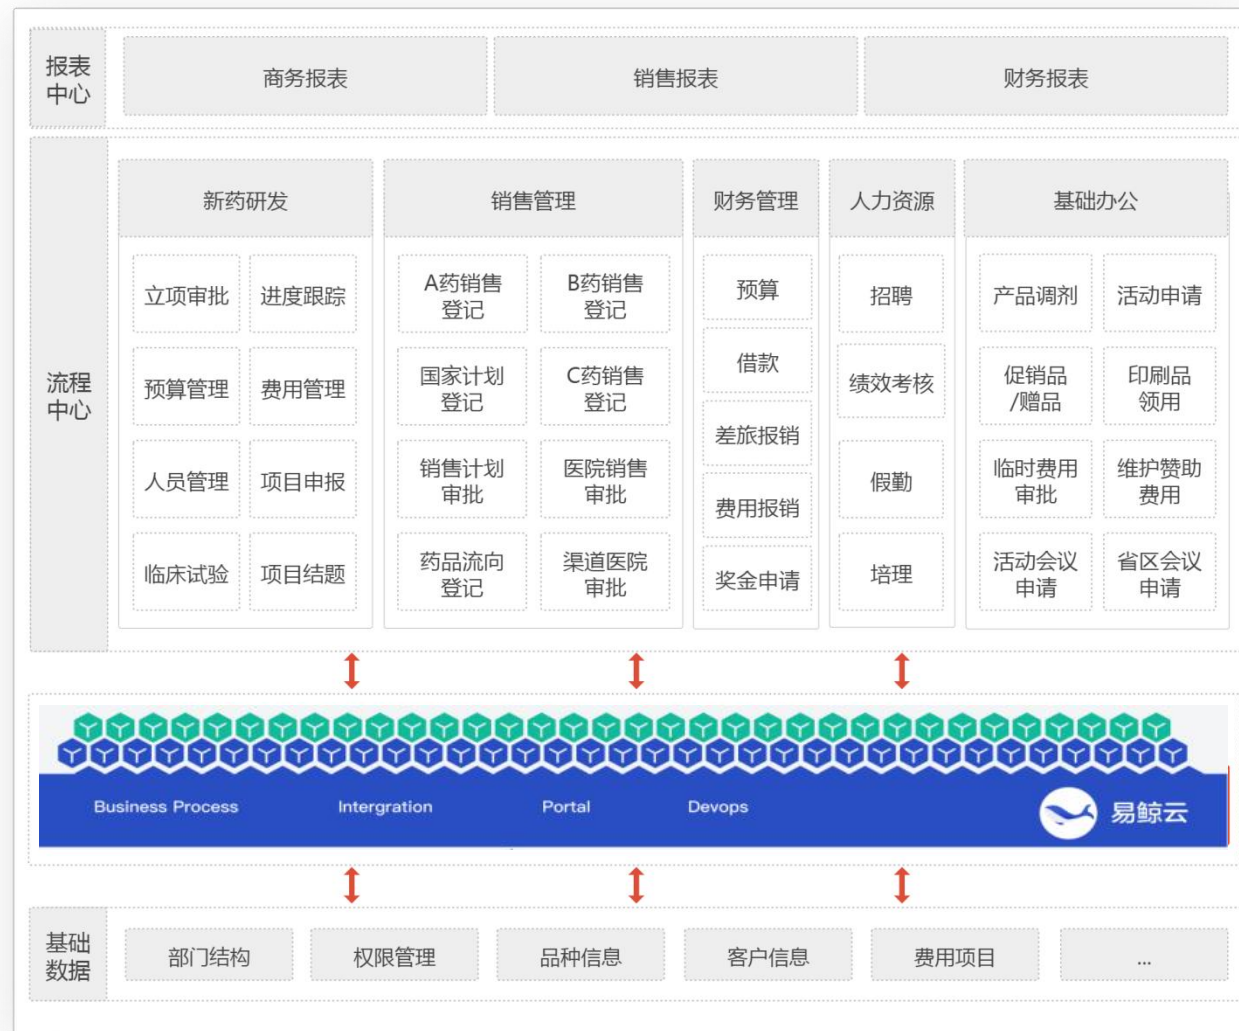 报表
中心
商务报表
销售报表
财务报表
流程
中心
新药研发
立项审批
进度跟踪
预算管理
费用管理
人员管理
项目申报
临床试验
项目结题
销售管理
A药销售
登记
B药销售
登记
国家计划
登记
C药销售
登记
销售计划
审批
医院销售
审批
药品流向
登记
渠道医院
审批
财务管理
预算
借款
差旅报销
费用报销
奖金申请
人力资源
招聘
绩效考核
假勤
培理
基础办公
产品调剂
活动申请
促销品
/赠品
印刷品
领用
临时费用
审批
维护赞助
费用
活动会议
申请
省区会议
申请
Business Process
Intergration
Portal
Devops
易鲸云
基础
数据
部门结构
权限管理
品种信息
客户信息
费用项目
...